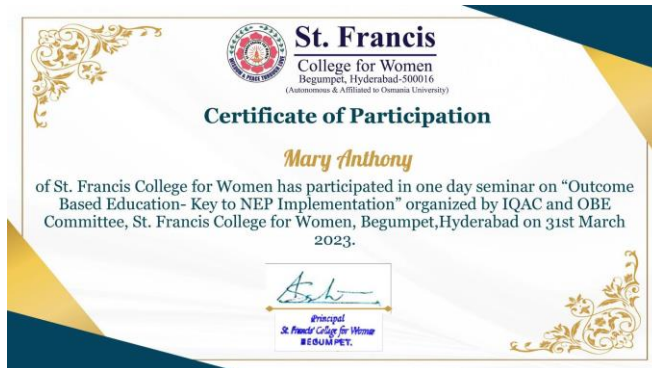 St. Francis
College for Women
Begumpet, Hyderabad-500016
(Autonomous & Affiliated to Osmania University)
Certificate of Participation
Mary Anthony
of St. Francis College for Women has participated in one day seminar on “Outcome
Based Education- Key to NEP Implementation” organized by IQAC and OBE
Committee, St. Francis College for Women, Begumpet,Hyderabad on 31st March
2023.
Principal
St. Francis' College for Women
BEGUMPET.